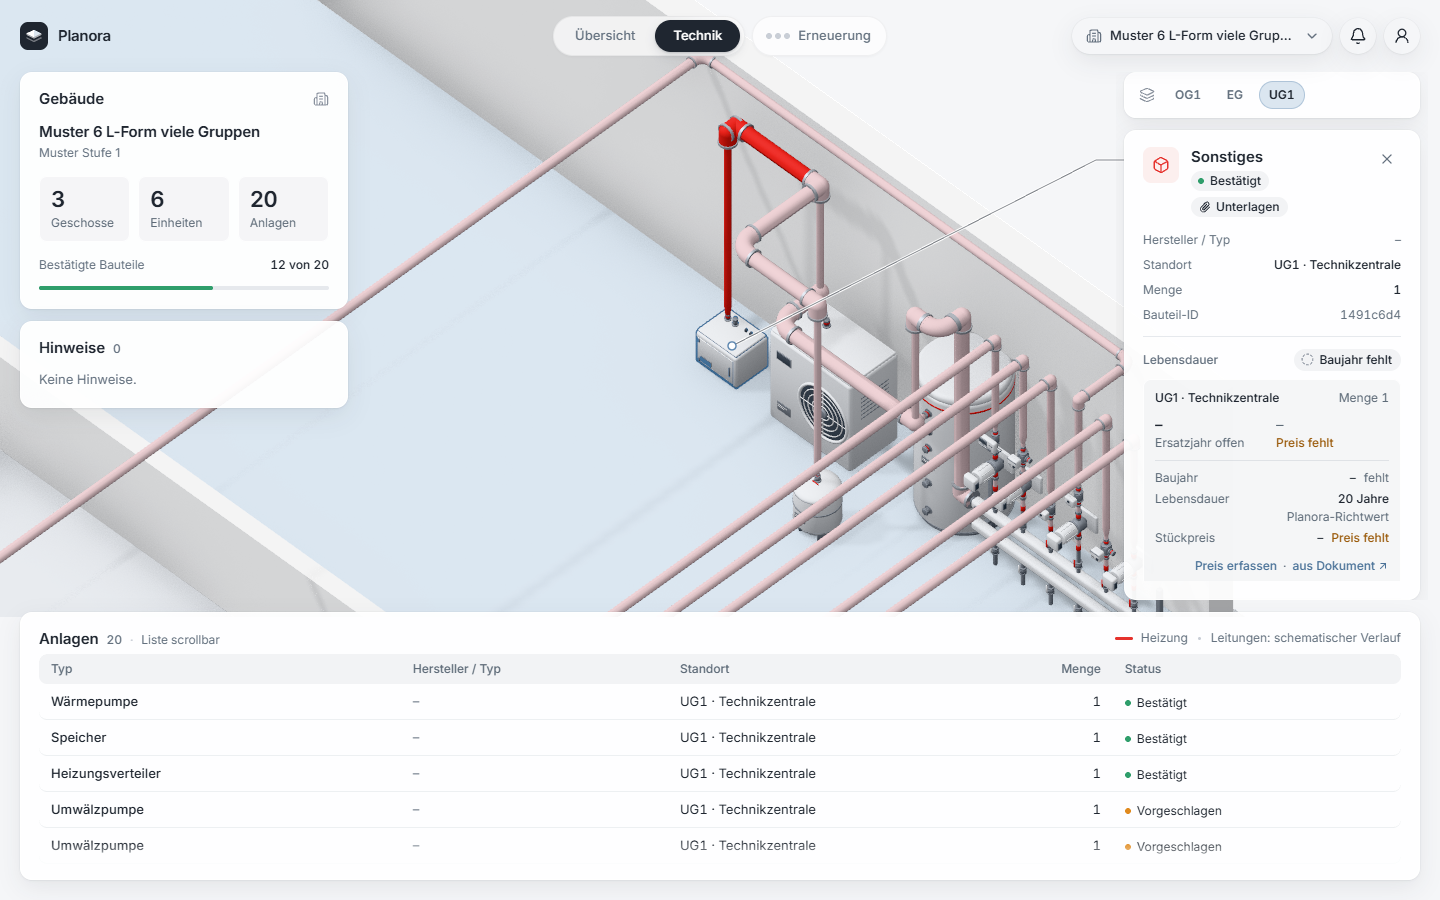 Planora
Übersicht
Technik
Erneuerung
Muster 6 L-Form viele Grup...
Gebäude
Muster 6 L-Form viele Gruppen
Muster Stufe 1
3 6 20
Geschosse Einheiten Anlagen
Bestätigte Bauteile 12 von 20
Hinweise 0
Keine Hinweise.
OG1 EG UG1
Sonstiges
Bestätigt
Unterlagen
Hersteller / Typ –
Standort UG1 · Technikzentrale
Menge 1
Bauteil-ID 1491c6d4
Lebensdauer Baujahr fehlt
UG1 · Technikzentrale Menge 1
– –
Ersatzjahr offen Preis fehlt
Baujahr – fehlt
Lebensdauer 20 Jahre
Planora-Richtwert
Stückpreis – Preis fehlt
Preis erfassen · aus Dokument ↗
Anlagen 20 · Liste scrollbar
Heizung · Leitungen: schematischer Verlauf
Typ Hersteller / Typ Standort Menge Status
Wärmepumpe – UG1 · Technikzentrale 1 Bestätigt
Speicher – UG1 · Technikzentrale 1 Bestätigt
Heizungsverteiler – UG1 · Technikzentrale 1 Bestätigt
Umwälzpumpe – UG1 · Technikzentrale 1 Vorgeschlagen
Umwälzpumpe – UG1 · Technikzentrale 1 Vorgeschlagen